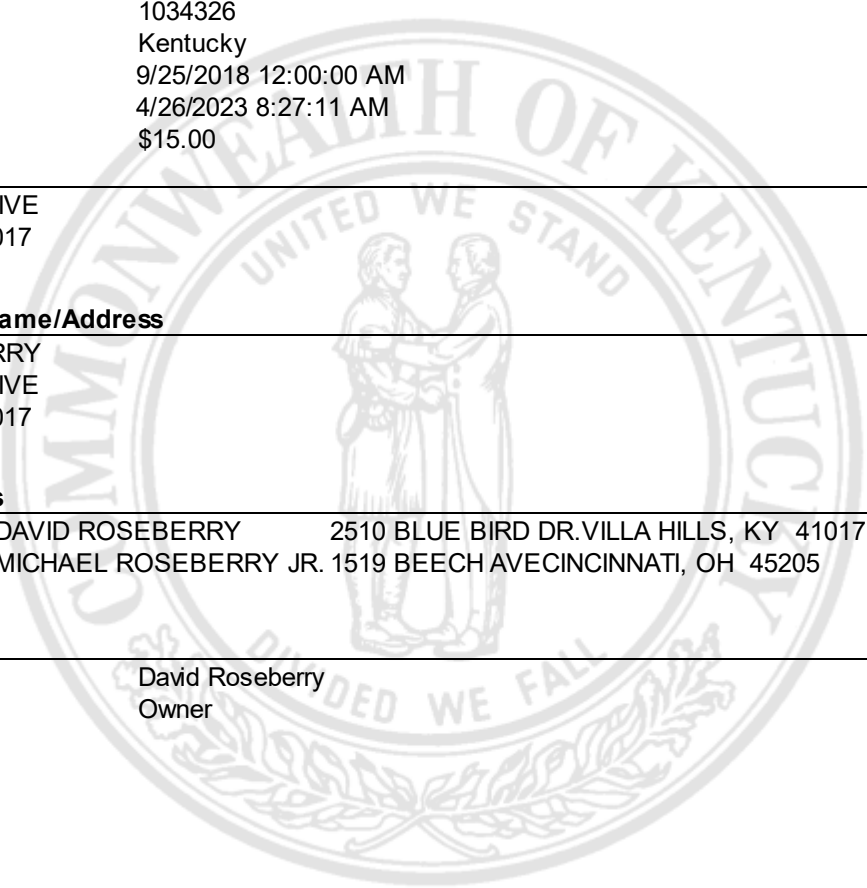 1034326
Kentucky
9/25/2018 12:00:00 AM
4/26/2023 8:27:11 AM
$15.00
IVE
017
ame/Address
RRY
IVE
017
s
DAVID ROSEBERRY 2510 BLUE BIRD DR.VILLA HILLS, KY 41017
MICHAEL ROSEBERRY JR. 1519 BEECH AVECINCINNATI, OH 45205
David Roseberry
Owner
COMMONWEALTH OF KENTUCKY
UNITED WE STAND
DIVIDED WE FALL